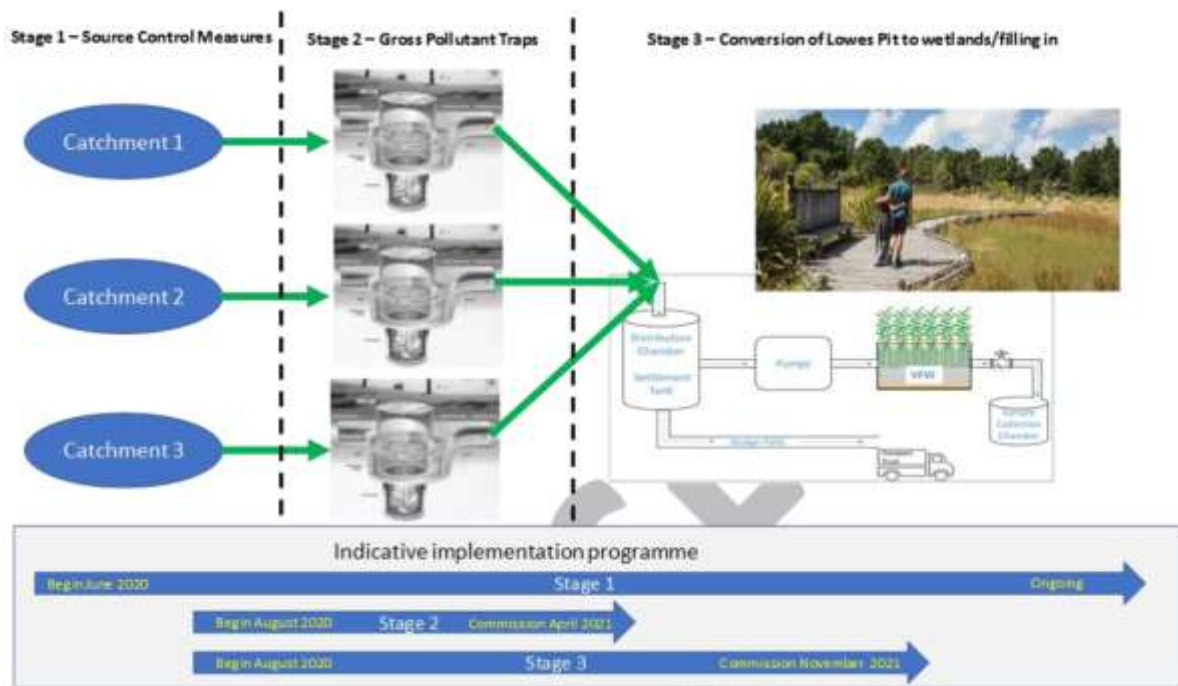 Stage 1 – Source Control Measures
Stage 2 – Gross Pollutant Traps
Stage 3 – Conversion of Lowes Pit to wetlands/filling in
Catchment 1
Catchment 2
Catchment 3
Distribution
Chamber
Settlement
Tank
Pumps
VFW
Collection
Chamber
Indicative implementation programme
Begin June 2020
Stage 1
Ongoing
Begin August 2020
Stage 2
Commission April 2021
Begin August 2020
Stage 3
Commission November 2021